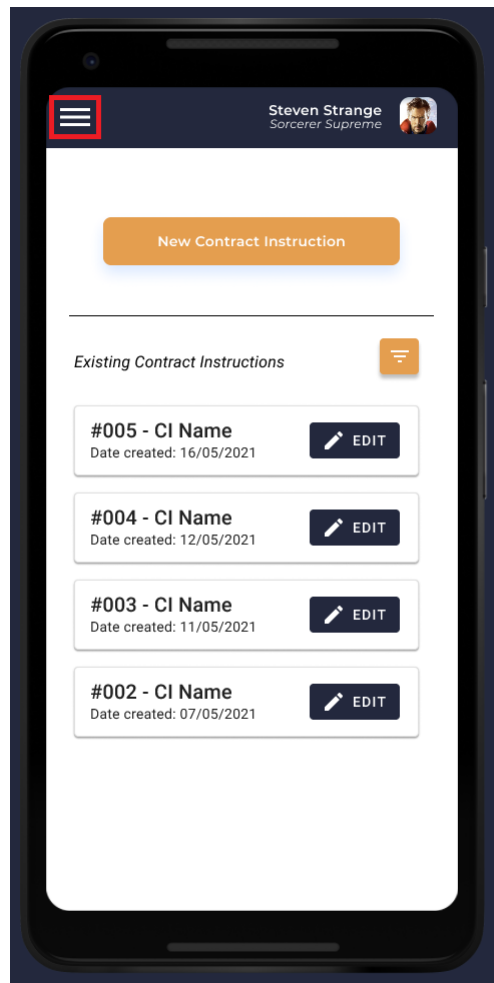 Steven Strange
Sorcerer Supreme
New Contract Instruction
Existing Contract Instructions
#005 - CI Name
Date created: 16/05/2021
EDIT
#004 - CI Name
Date created: 12/05/2021
EDIT
#003 - CI Name
Date created: 11/05/2021
EDIT
#002 - CI Name
Date created: 07/05/2021
EDIT